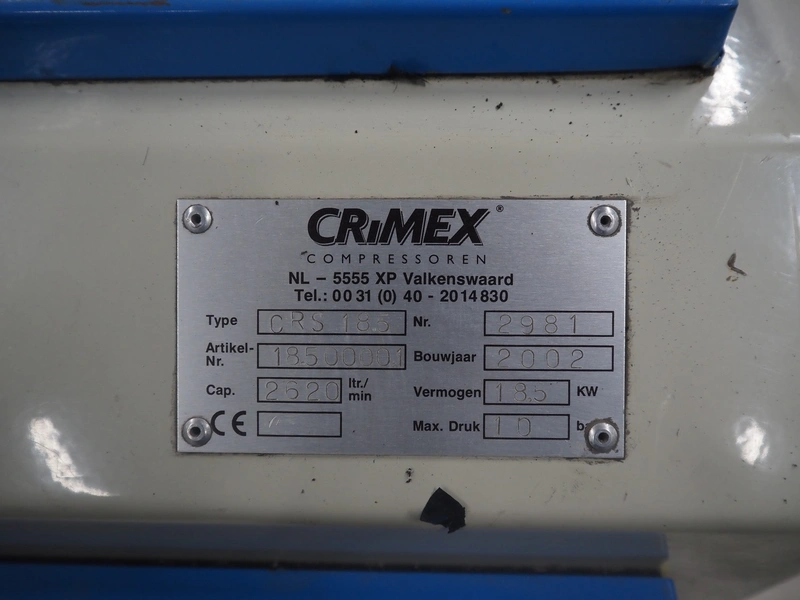 CRiMEX®
COMPRESSOREN
NL – 5555 XP Valkenswaard
Tel.: 00 31 (0) 40 - 2014830
Type CRS 18.5 Nr. 2981
Artikel-Nr. 18500001 Bouwjaar 2002
Cap. 2620 ltr./min Vermogen 18.5 KW
CE Max. Druk 10